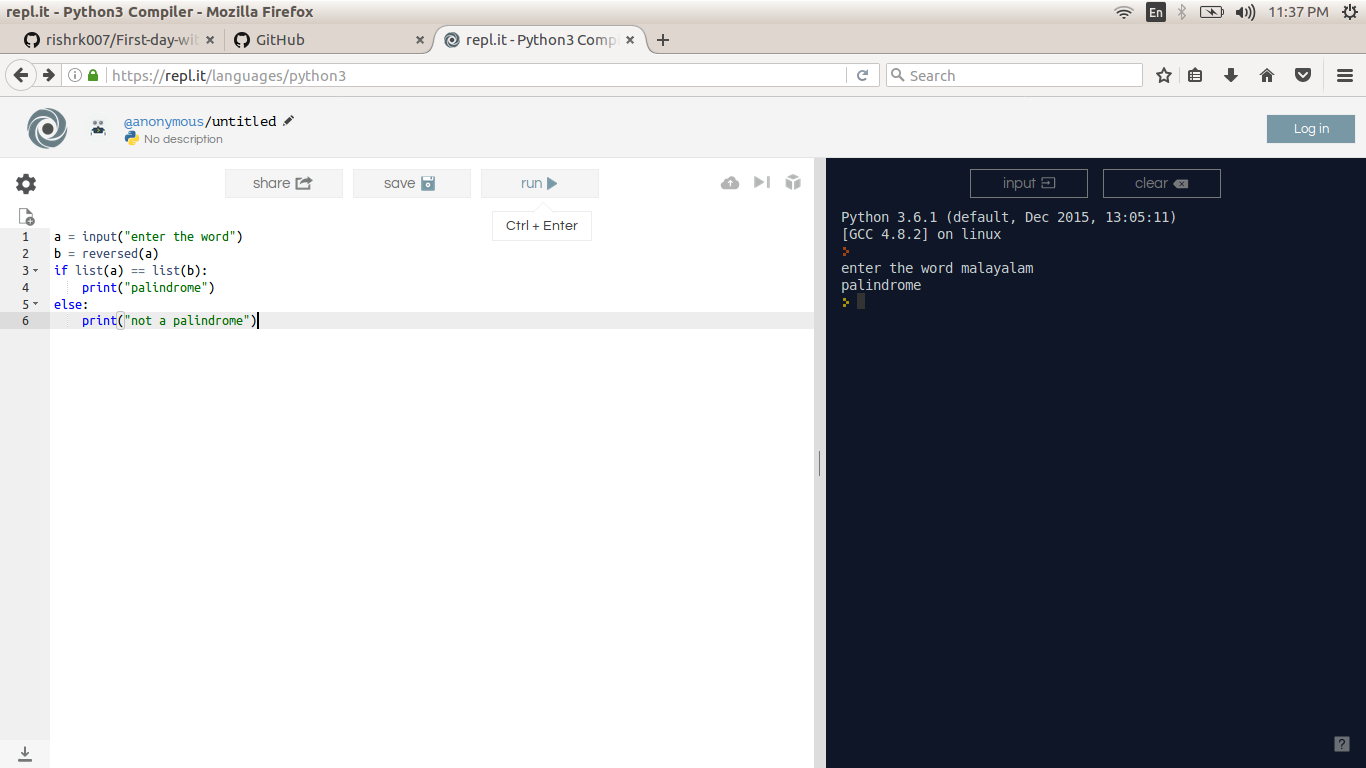 repl.it - Python3 Compiler - Mozilla Firefox
En
11:37 PM
rishrk007/First-day-wit
GitHub
repl.it - Python3 Comp
https://repl.it/languages/python3
Search
@anonymous/untitled
No description
Log in
share
save
run
Ctrl + Enter
input
clear
1 a = input("enter the word")
2 b = reversed(a)
3 if list(a) == list(b):
4 print("palindrome")
5 else:
6 print("not a palindrome")
Python 3.6.1 (default, Dec 2015, 13:05:11)
[GCC 4.8.2] on linux
enter the word malayalam
palindrome
?